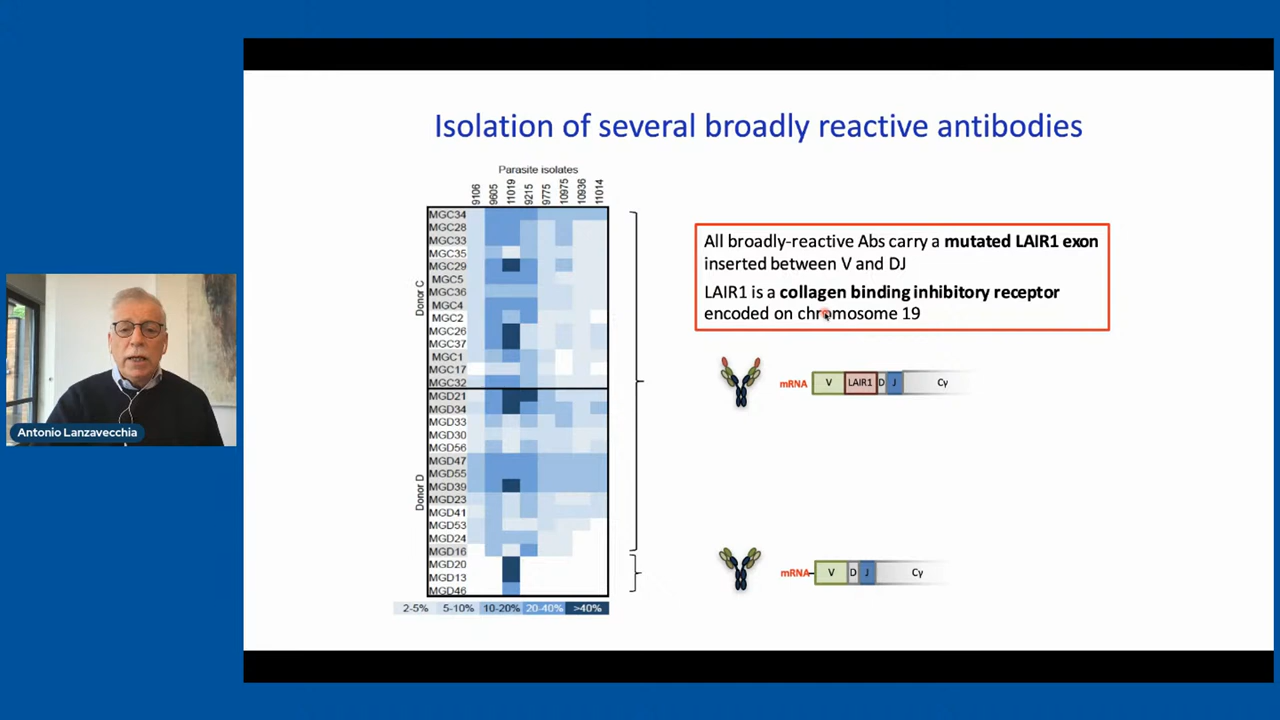 Isolation of several broadly reactive antibodies
Parasite isolates
9106 9605 11019 9215 9775 10975 10936 11014
Donor C
MGC34
MGC28
MGC33
MGC35
MGC29
MGC5
MGC36
MGC4
MGC2
MGC26
MGC37
MGC1
MGC17
MGC32
Donor D
MGD21
MGD34
MGD33
MGD30
MGD56
MGD47
MGD55
MGD39
MGD23
MGD41
MGD53
MGD24
MGD16
MGD20
MGD13
MGD46
2-5% 5-10% 10-20% 20-40% >40%
All broadly-reactive Abs carry a mutated LAIR1 exon
inserted between V and DJ
LAIR1 is a collagen binding inhibitory receptor
encoded on chromosome 19
mRNA V LAIR1 D J Cγ
mRNA V D J Cγ
Antonio Lanzavecchia